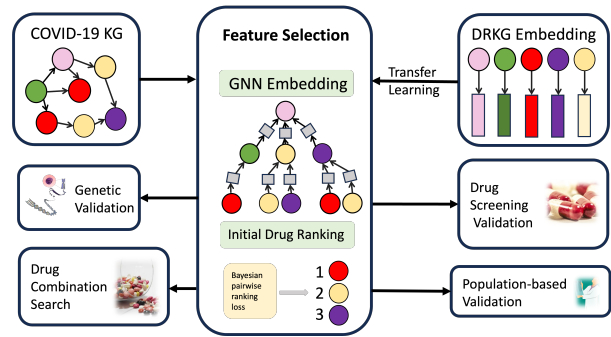 COVID-19 KG
Feature Selection
DRKG Embedding
GNN Embedding
Transfer
Learning
Genetic
Validation
Drug
Screening
Validation
Initial Drug Ranking
Drug
Combination
Search
Bayesian
pairwise
ranking
loss
1
2
3
Population-based
Validation